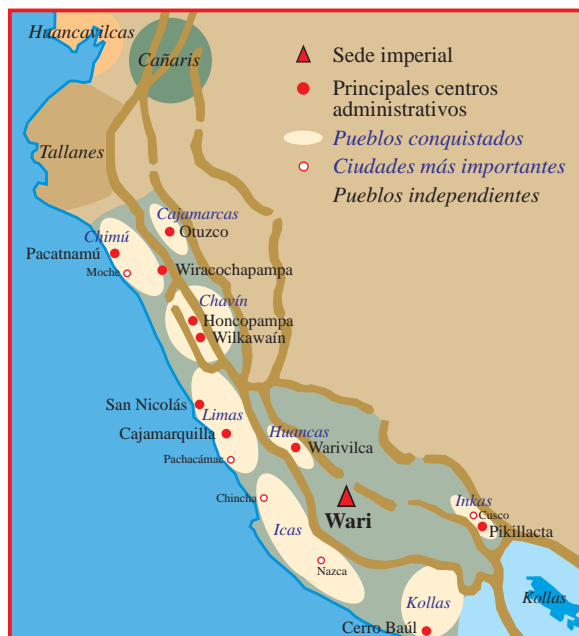 Huancavilcas
Cañaris
Tallanes
Sede imperial
Principales centros
administrativos
Pueblos conquistados
Ciudades más importantes
Pueblos independientes
Cajamarcas
Otuzco
Chimú
Pacatnamú
Moche
Wiracochapampa
Chavín
Honcopampa
Wilkawaín
San Nicolás
Limas
Cajamarquilla
Huancas
Warivilca
Pachacámac
Chincha
Wari
Inkas
Cusco
Pikillacta
Icas
Nazca
Kollas
Kollas
Cerro Baúl